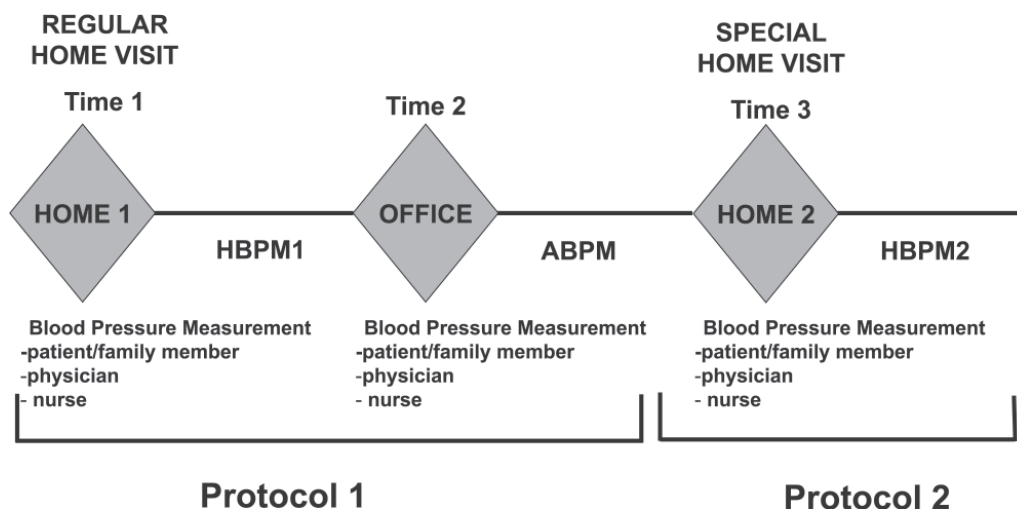 REGULAR
HOME VISIT
SPECIAL
HOME VISIT
Time 1
Time 2
Time 3
HOME 1
OFFICE
HOME 2
HBPM1
ABPM
HBPM2
Blood Pressure Measurement
-patient/family member
-physician
- nurse
Blood Pressure Measurement
-patient/family member
-physician
- nurse
Blood Pressure Measurement
-patient/family member
-physician
- nurse
Protocol 1
Protocol 2